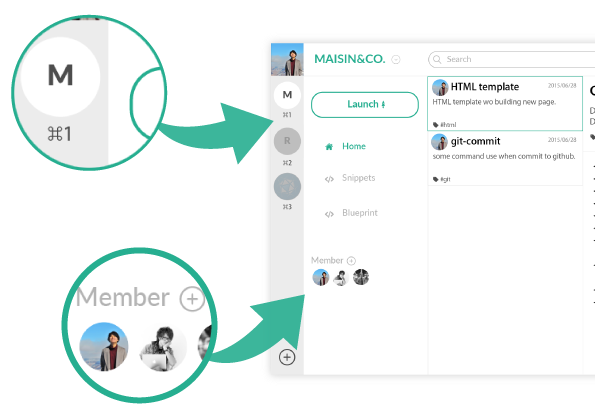 M
⌘1
Member
MAISIN&CO.
Search
M
⌘1
R
⌘2
⌘3
Launch
Home
Snippets
Blueprint
Member
HTML template
2015/06/28
HTML template wo building new page.
#html
git-commit
2015/06/28
some command use when commit to github.
#git